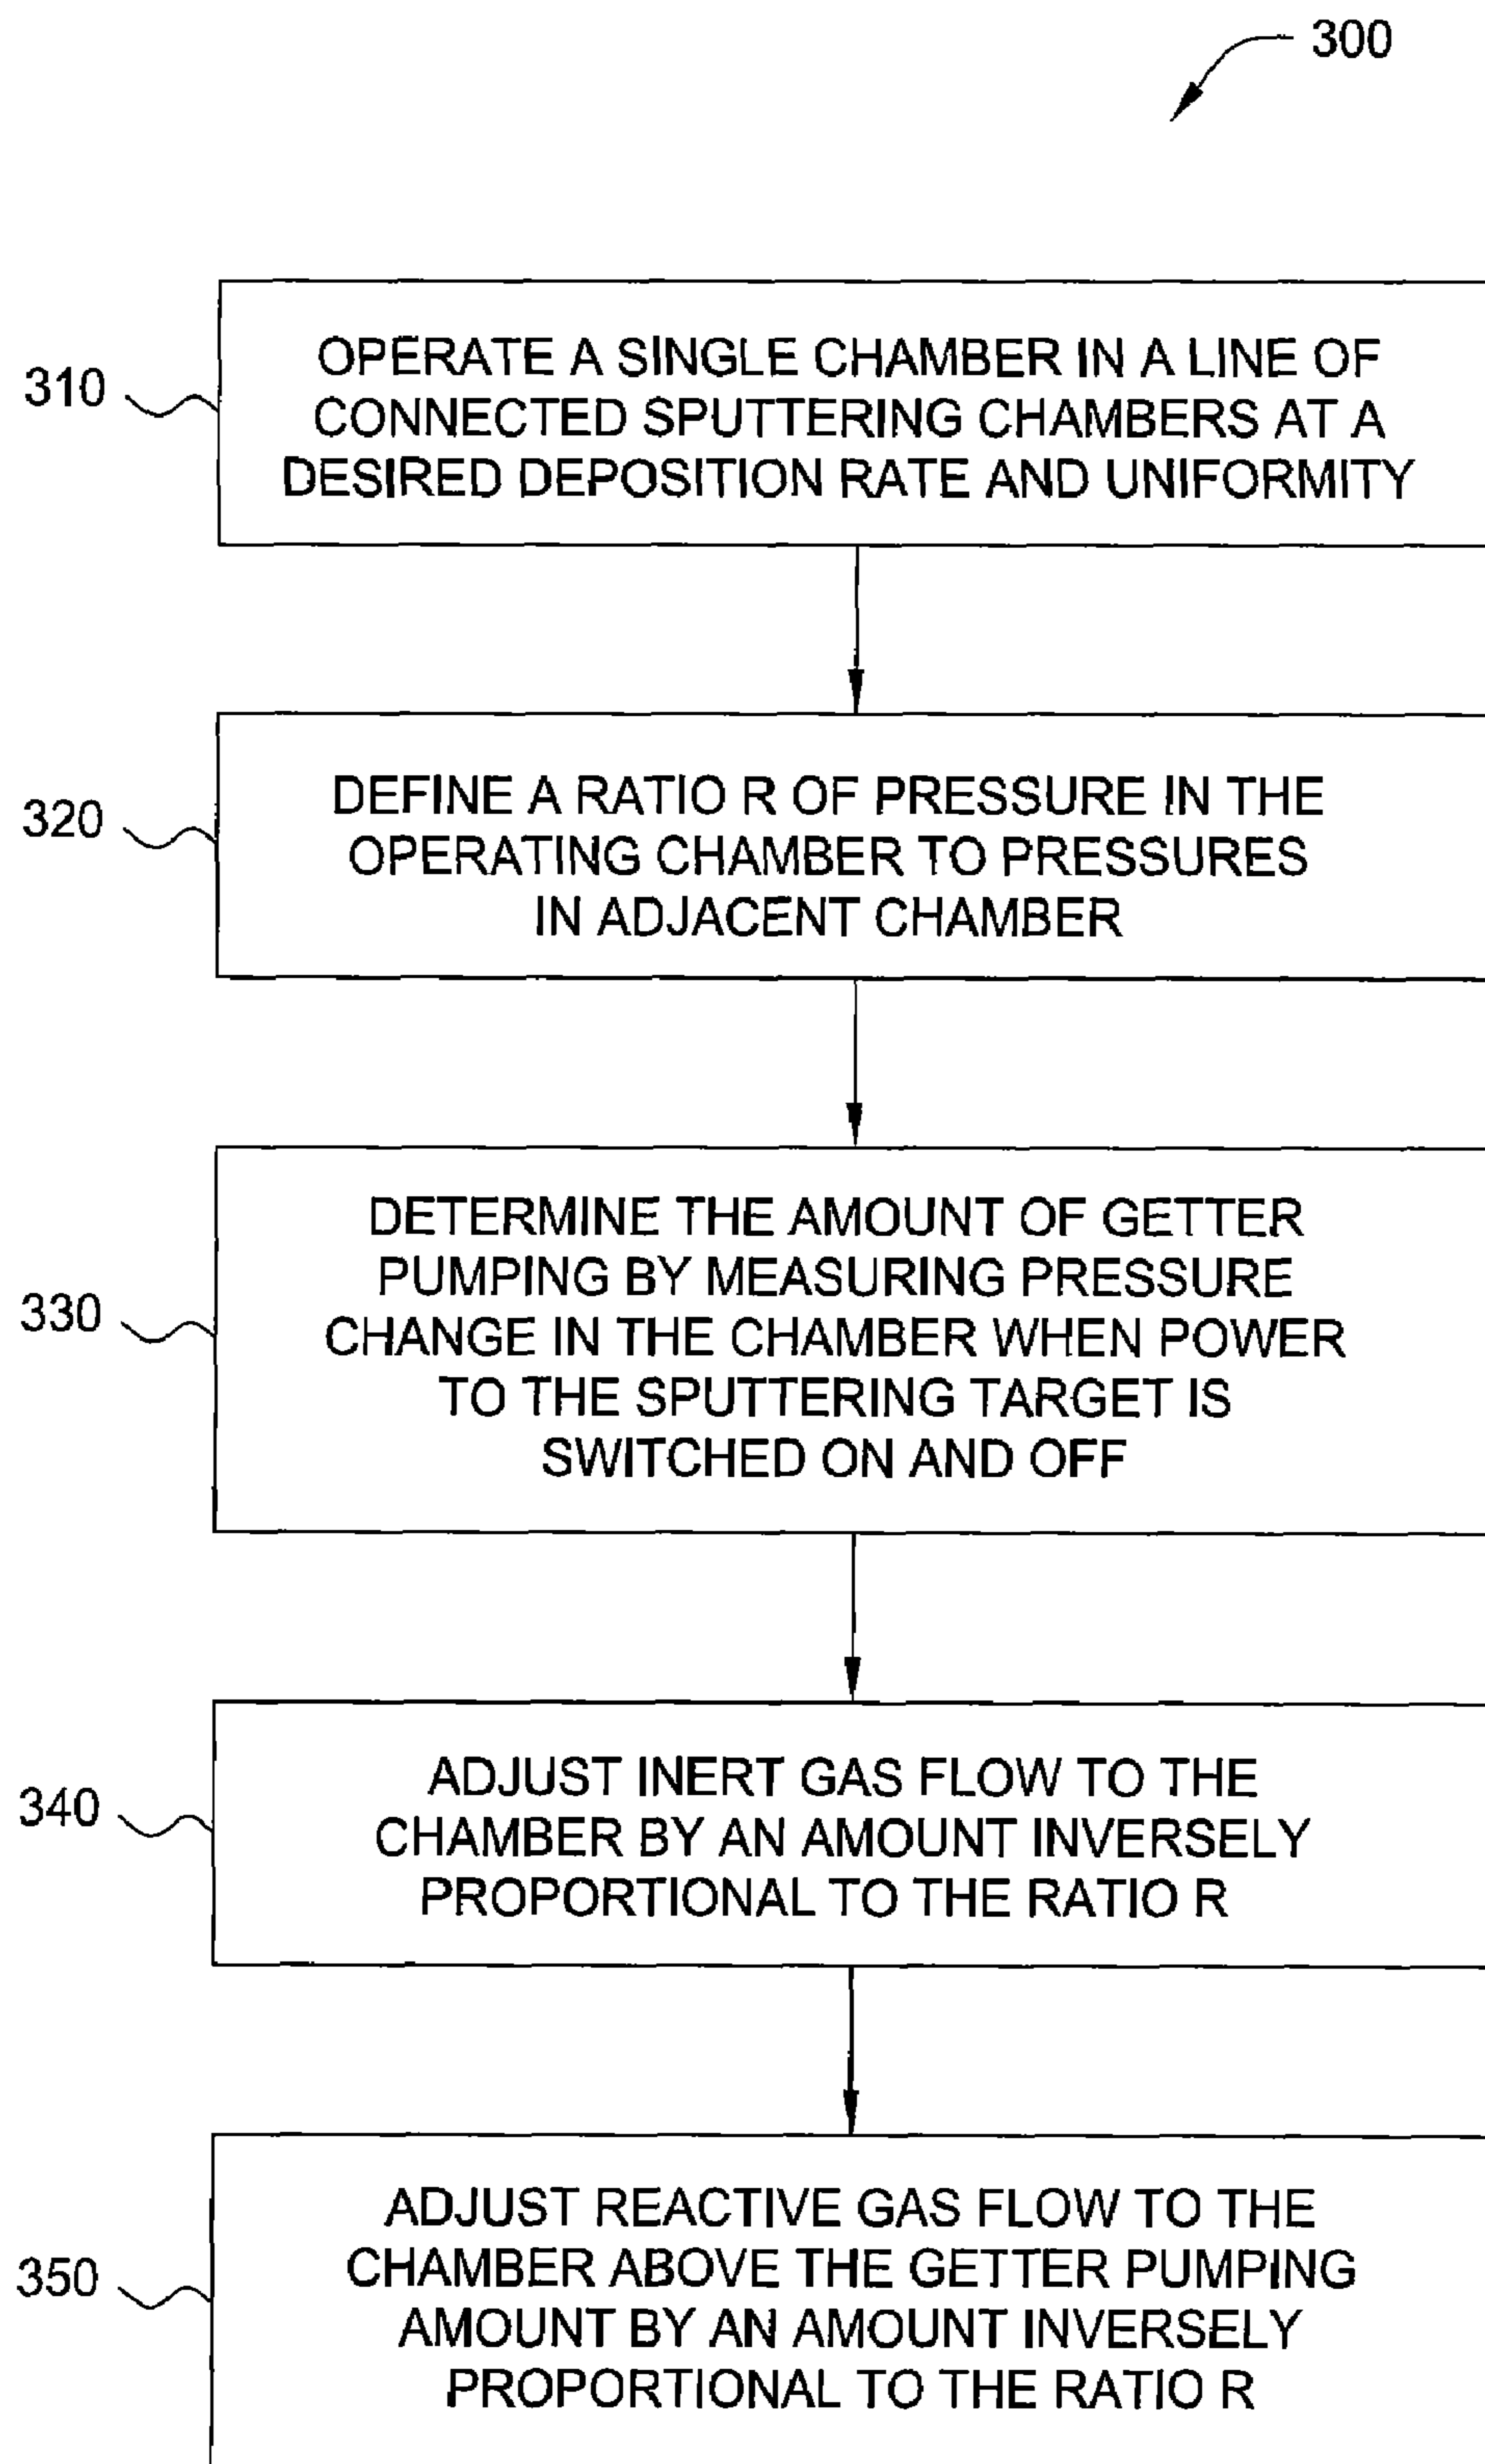 300
310
OPERATE A SINGLE CHAMBER IN A LINE OF
CONNECTED SPUTTERING CHAMBERS AT A
DESIRED DEPOSITION RATE AND UNIFORMITY
320
DEFINE A RATIO R OF PRESSURE IN THE
OPERATING CHAMBER TO PRESSURES
IN ADJACENT CHAMBER
330
DETERMINE THE AMOUNT OF GETTER
PUMPING BY MEASURING PRESSURE
CHANGE IN THE CHAMBER WHEN POWER
TO THE SPUTTERING TARGET IS
SWITCHED ON AND OFF
340
ADJUST INERT GAS FLOW TO THE
CHAMBER BY AN AMOUNT INVERSELY
PROPORTIONAL TO THE RATIO R
350
ADJUST REACTIVE GAS FLOW TO THE
CHAMBER ABOVE THE GETTER PUMPING
AMOUNT BY AN AMOUNT INVERSELY
PROPORTIONAL TO THE RATIO R